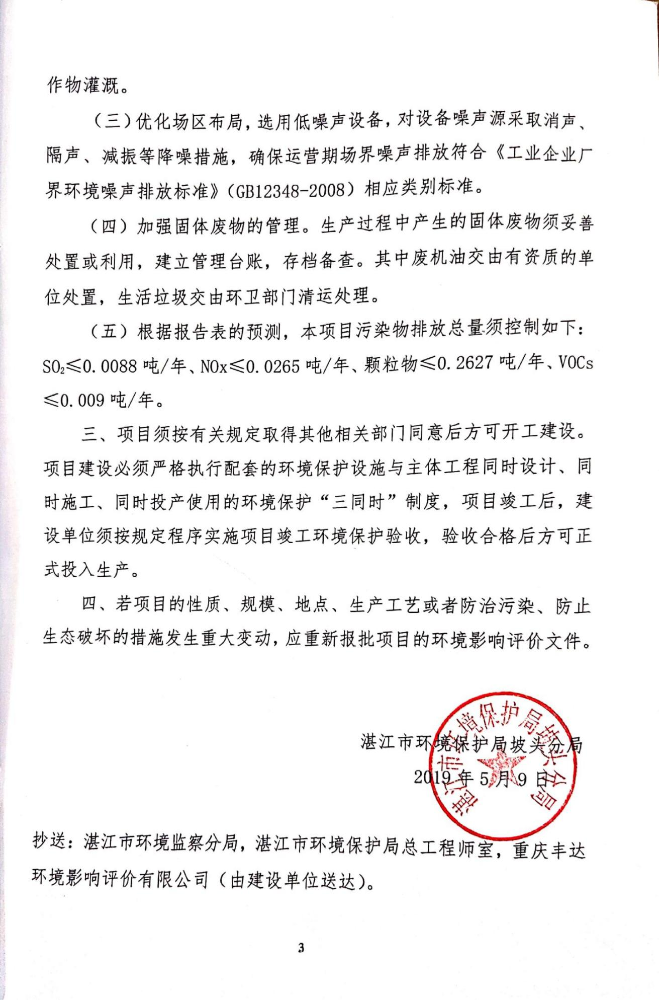 作物灌溉。
（三）优化场区布局，选用低噪声设备，对设备噪声源采取消声、
隔声、减振等降噪措施，确保运营期场界噪声排放符合《工业企业厂
界环境噪声排放标准》（GB12348-2008）相应类别标准。
（四）加强固体废物的管理。生产过程中产生的固体废物须妥善
处置或利用，建立管理台账，存档备查。其中废机油交由有资质的单
位处置，生活垃圾交由环卫部门清运处理。
（五）根据报告表的预测，本项目污染物排放总量须控制如下：
SO₂≤0.0088 吨/年、NOx≤0.0265 吨/年、颗粒物≤0.2627 吨/年、VOCs
≤0.009 吨/年。
三、项目须按有关规定取得其他相关部门同意后方可开工建设。
项目建设必须严格执行配套的环境保护设施与主体工程同时设计、同
时施工、同时投产使用的环境保护“三同时”制度，项目竣工后，建
设单位须按规定程序实施项目竣工环境保护验收，验收合格后方可正
式投入生产。
四、若项目的性质、规模、地点、生产工艺或者防治污染、防止
生态破坏的措施发生重大变动，应重新报批项目的环境影响评价文件。
湛江市环境保护局坡头分局
湛江市环境保护局坡头分局
2019 年 5 月 9 日
抄送：湛江市环境监察分局，湛江市环境保护局总工程师室，重庆丰达
环境影响评价有限公司（由建设单位送达）。
3